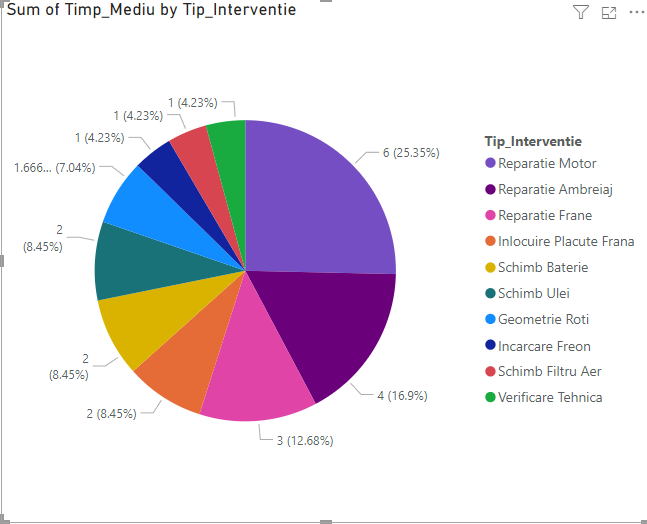 Sum of Timp_Mediu by Tip_Interventie
1 (4.23%)
1 (4.23%)
1 (4.23%)
1.666... (7.04%)
2
(8.45%)
2
(8.45%)
2 (8.45%)
3 (12.68%)
4 (16.9%)
6 (25.35%)
Tip_Interventie
Reparatie Motor
Reparatie Ambreiaj
Reparatie Frane
Inlocuire Placute Frana
Schimb Baterie
Schimb Ulei
Geometrie Roti
Incarcare Freon
Schimb Filtru Aer
Verificare Tehnica